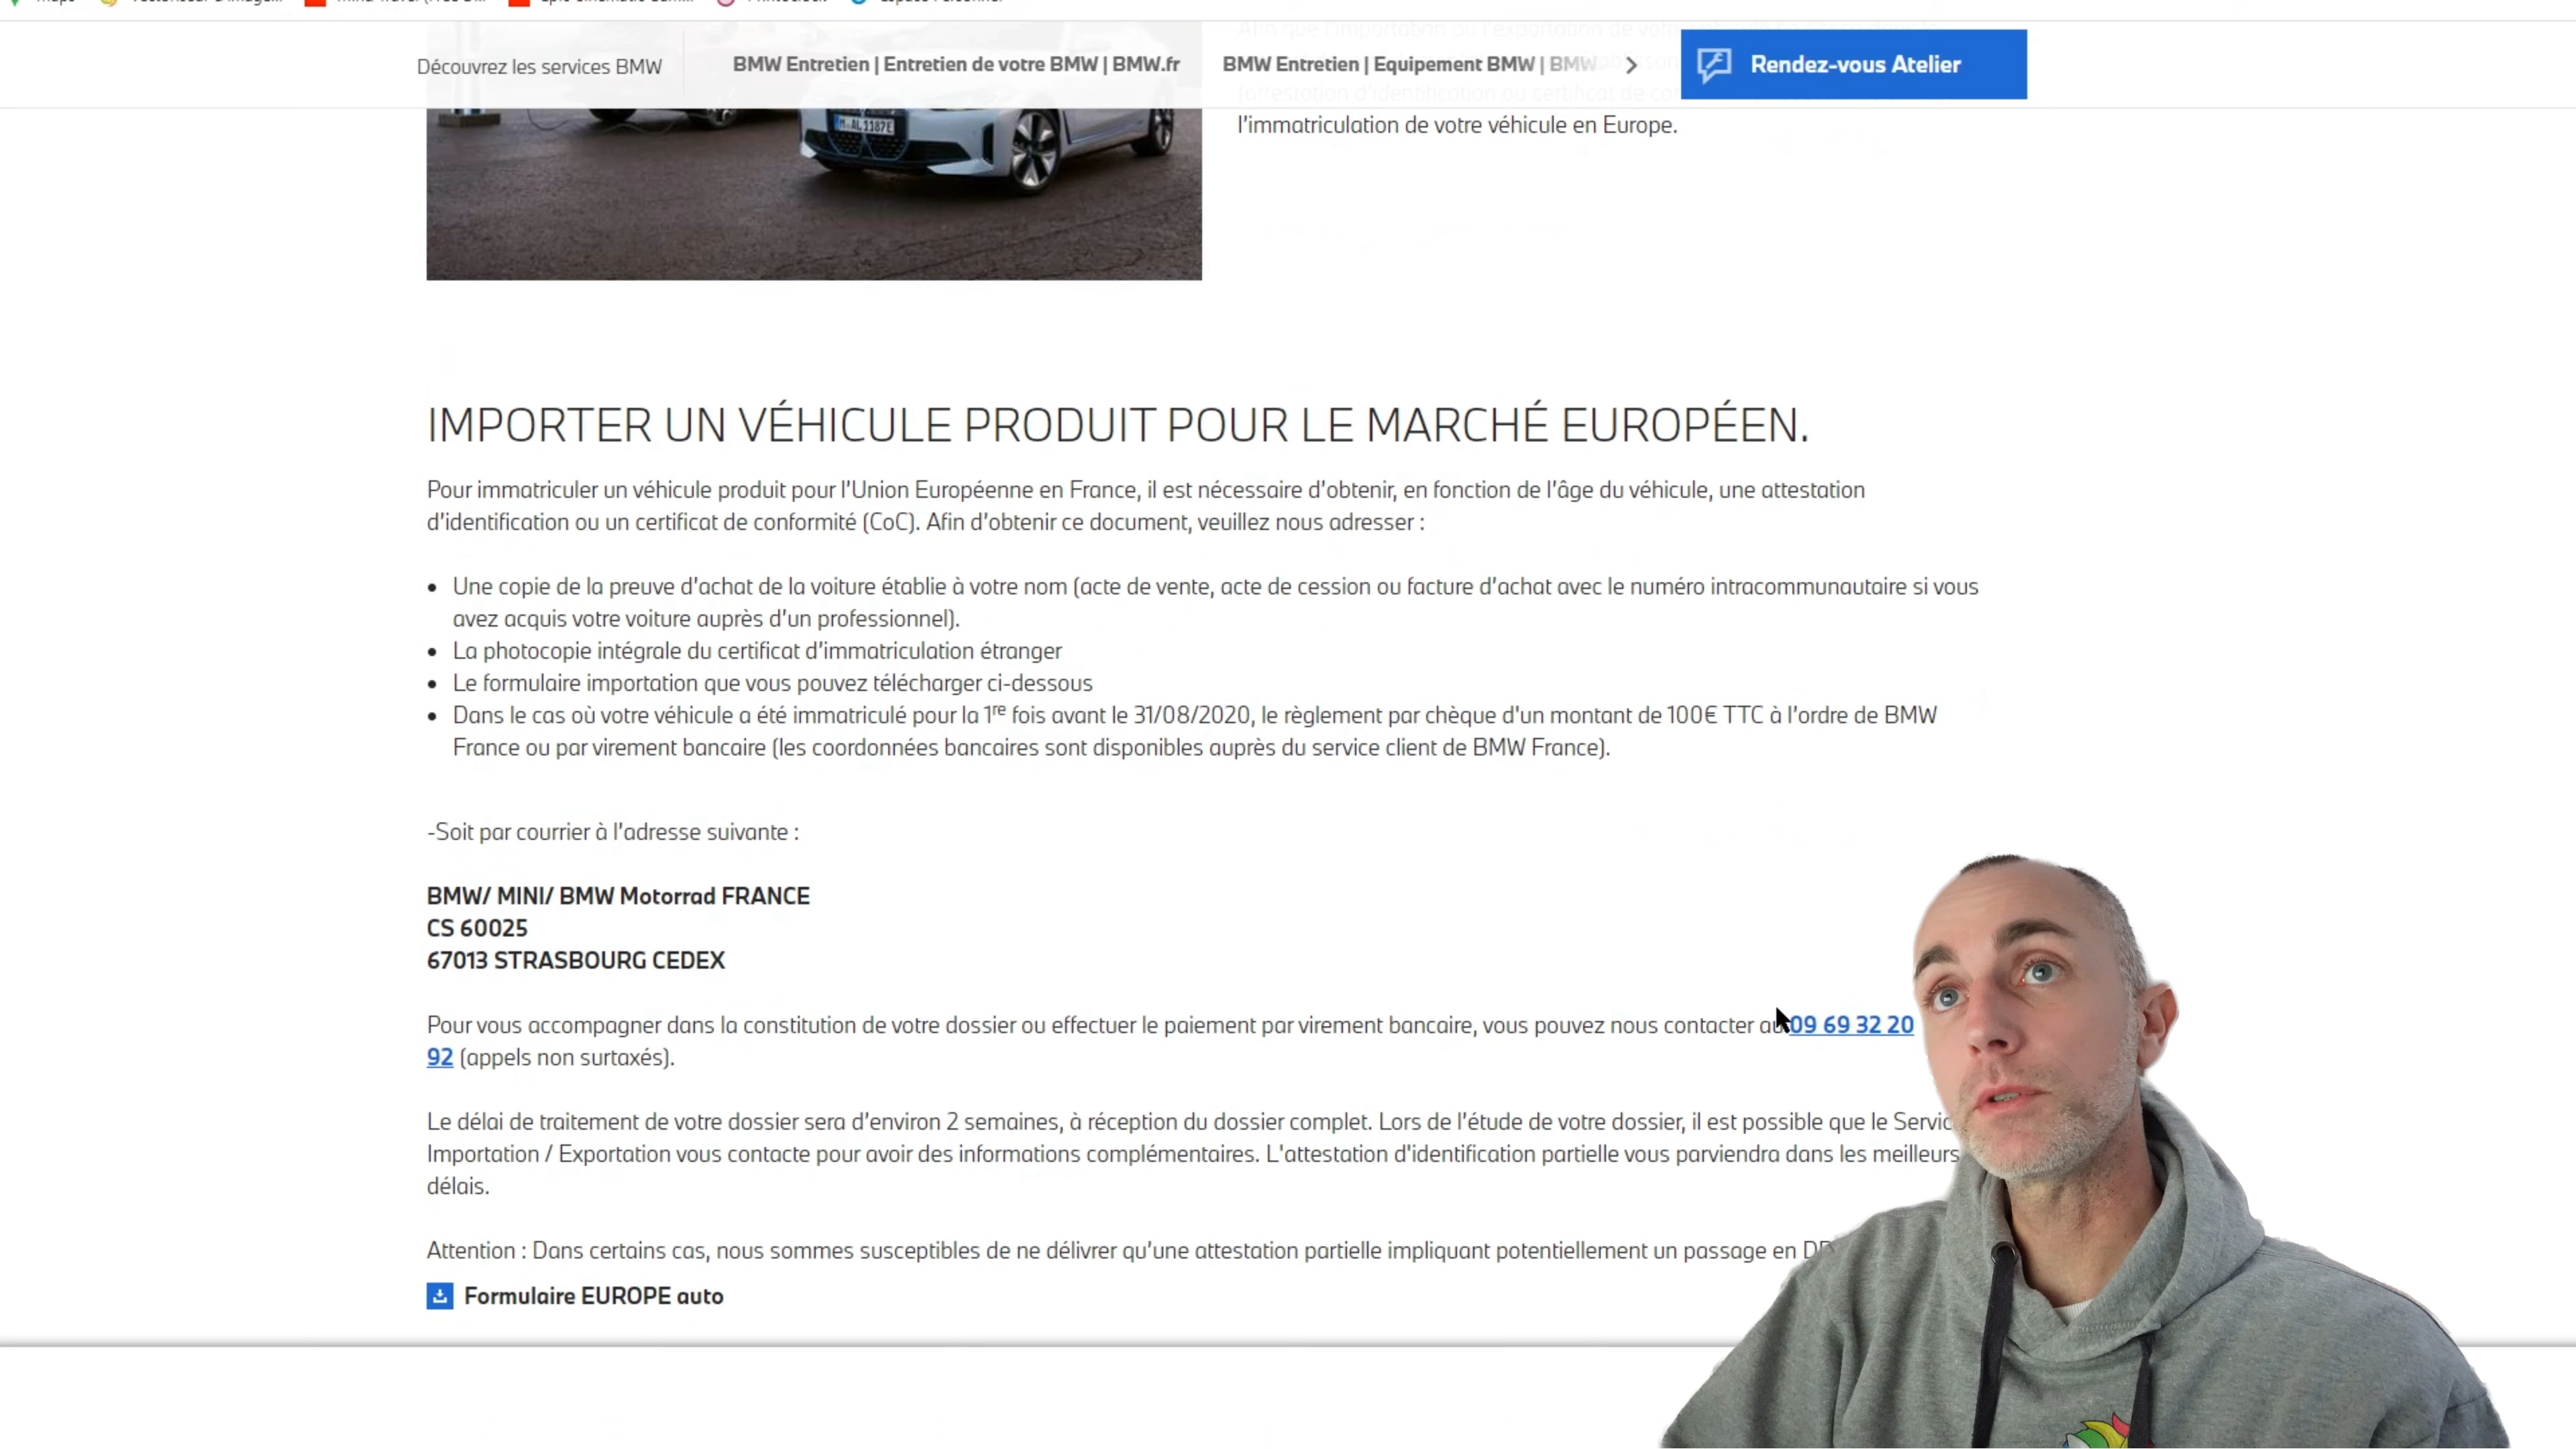 Découvrez les services BMW
BMW Entretien | Entretien de votre BMW | BMW.fr
BMW Entretien | Equipement BMW | BMW
Rendez-vous Atelier
l'immatriculation de votre véhicule en Europe.
IMPORTER UN VÉHICULE PRODUIT POUR LE MARCHÉ EUROPÉEN.
Pour immatriculer un véhicule produit pour l'Union Européenne en France, il est nécessaire d'obtenir, en fonction de l'âge du véhicule, une attestation
d'identification ou un certificat de conformité (CoC). Afin d'obtenir ce document, veuillez nous adresser :
• Une copie de la preuve d'achat de la voiture établie à votre nom (acte de vente, acte de cession ou facture d'achat avec le numéro intracommunautaire si vous
avez acquis votre voiture auprès d'un professionnel).
• La photocopie intégrale du certificat d'immatriculation étranger
• Le formulaire importation que vous pouvez télécharger ci-dessous
• Dans le cas où votre véhicule a été immatriculé pour la 1re fois avant le 31/08/2020, le règlement par chèque d'un montant de 100€ TTC à l'ordre de BMW
France ou par virement bancaire (les coordonnées bancaires sont disponibles auprès du service client de BMW France).
-Soit par courrier à l'adresse suivante :
BMW/ MINI/ BMW Motorrad FRANCE
CS 60025
67013 STRASBOURG CEDEX
Pour vous accompagner dans la constitution de votre dossier ou effectuer le paiement par virement bancaire, vous pouvez nous contacter au 09 69 32 20
92 (appels non surtaxés).
Le délai de traitement de votre dossier sera d'environ 2 semaines, à réception du dossier complet. Lors de l'étude de votre dossier, il est possible que le Servic
Importation / Exportation vous contacte pour avoir des informations complémentaires. L'attestation d'identification partielle vous parviendra dans les meilleurs
délais.
Attention : Dans certains cas, nous sommes susceptibles de ne délivrer qu'une attestation partielle impliquant potentiellement un passage en
Formulaire EUROPE auto